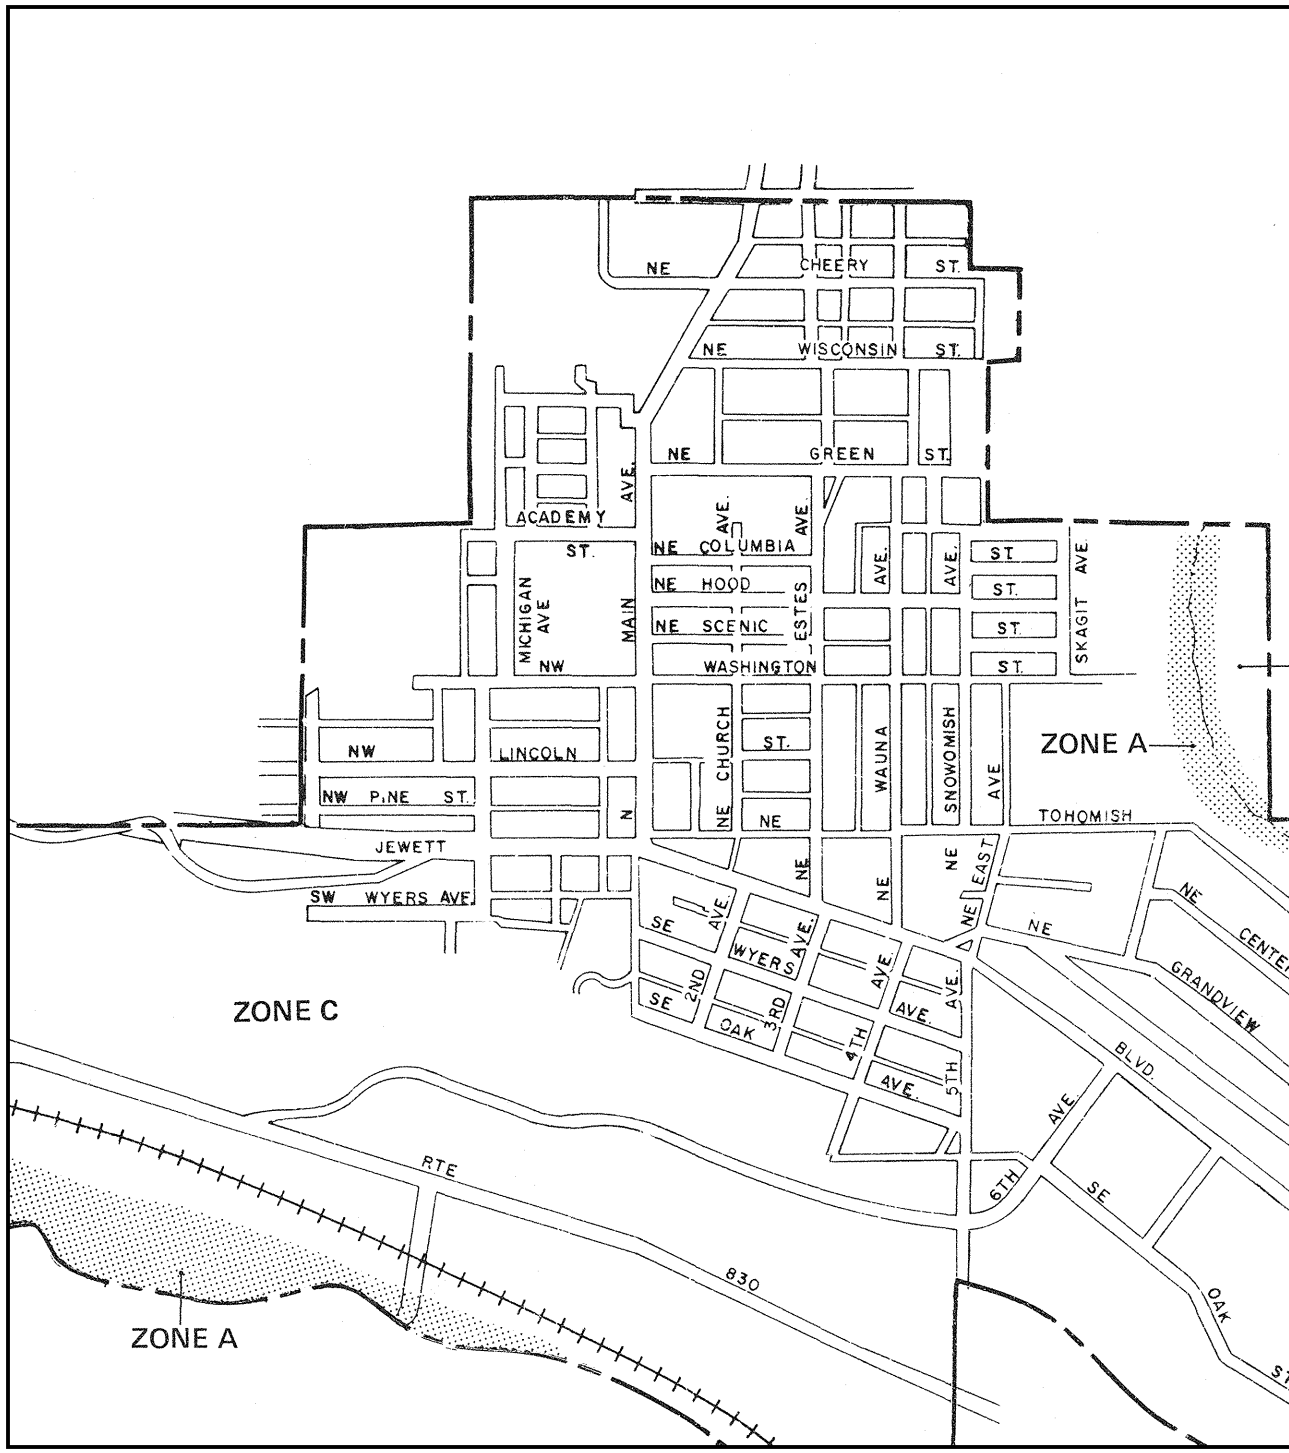 NE CHEERY ST.
NE WISCONSIN ST.
NE GREEN ST.
AVE.
ACADEMY
ST.
AVE.
AVE.
NE COLUMBIA ST.
NE HOOD ST.
NE SCENIC ST.
NW WASHINGTON ST.
MICHIGAN
AVE
MAIN
ESTES
AVE.
AVE.
SKAGIT AVE.
ZONE A
NW LINCOLN ST.
NW PINE ST.
N
NE CHURCH
NE
WAUNA
SNOWOMISH
AVE
TOHOMISH
JEWETT
SW WYERS AVE.
NE
NE
NE
NE EAST
NE
NE
CENTER
GRANDVIEW
SE WYERS AVE.
AVE.
AVE.
AVE.
AVE.
2ND
3RD
4TH
5TH
SE OAK AVE.
BLVD.
ZONE C
AVE.
6TH
SE
OAK
ST
RTE
830
ZONE A